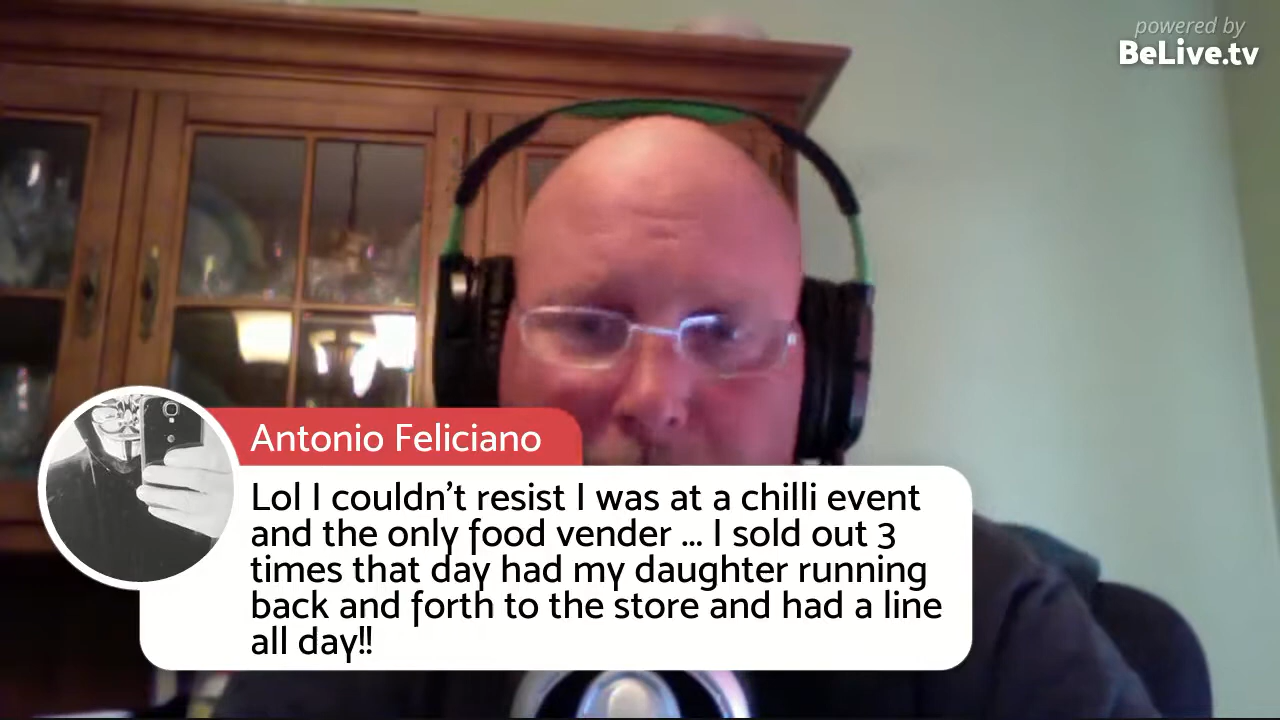 powered by
BeLive.tv
Antonio Feliciano
Lol I couldn't resist I was at a chilli event
and the only food vender ... I sold out 3
times that day had my daughter running
back and forth to the store and had a line
all day!!